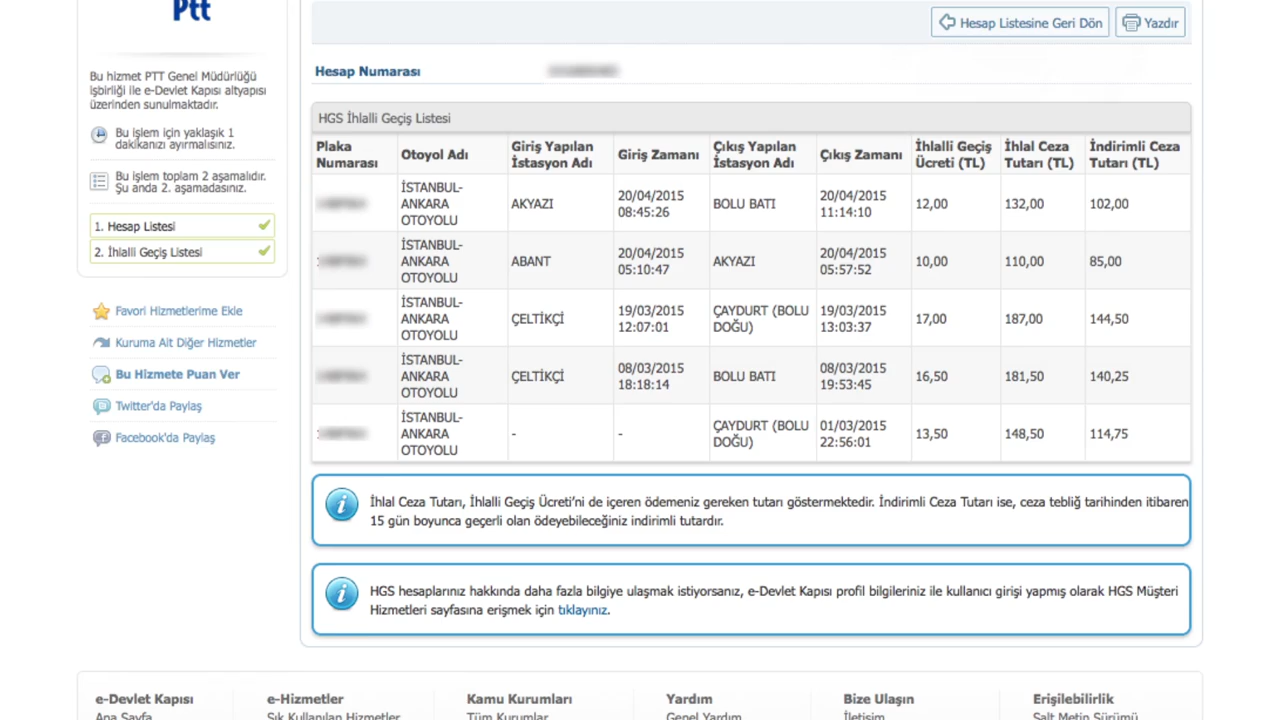 Ptt
Bu hizmet PTT Genel Müdürlüğü
işbirliği ile e-Devlet Kapısı altyapısı
üzerinden sunulmaktadır.
Bu işlem için yaklaşık 1
dakikanızı ayırmalısınız.
Bu işlem toplam 2 aşamalıdır.
Şu anda 2. aşamadasınız.
1. Hesap Listesi
2. İhlalli Geçiş Listesi
Favori Hizmetlerime Ekle
Kuruma Ait Diğer Hizmetler
Bu Hizmete Puan Ver
Twitter'da Paylaş
Facebook'da Paylaş
Hesap Listesine Geri Dön Yazdır
Hesap Numarası
HGS İhlalli Geçiş Listesi
Plaka Numarası Otoyol Adı Giriş Yapılan İstasyon Adı Giriş Zamanı Çıkış Yapılan İstasyon Adı Çıkış Zamanı İhlalli Geçiş Ücreti (TL) İhlal Ceza Tutarı (TL) İndirimli Ceza Tutarı (TL)
İSTANBUL-ANKARA OTOYOLU AKYAZI 20/04/2015 08:45:26 BOLU BATI 20/04/2015 11:14:10 12,00 132,00 102,00
İSTANBUL-ANKARA OTOYOLU ABANT 20/04/2015 05:10:47 AKYAZI 20/04/2015 05:57:52 10,00 110,00 85,00
İSTANBUL-ANKARA OTOYOLU ÇELTİKÇİ 19/03/2015 12:07:01 ÇAYDURT (BOLU DOĞU) 19/03/2015 13:03:37 17,00 187,00 144,50
İSTANBUL-ANKARA OTOYOLU ÇELTİKÇİ 08/03/2015 18:18:14 BOLU BATI 08/03/2015 19:53:45 16,50 181,50 140,25
İSTANBUL-ANKARA OTOYOLU - - ÇAYDURT (BOLU DOĞU) 01/03/2015 22:56:01 13,50 148,50 114,75
İhlal Ceza Tutarı, İhlalli Geçiş Ücreti'ni de içeren ödemeniz gereken tutarı göstermektedir. İndirimli Ceza Tutarı ise, ceza tebliğ tarihinden itibaren
15 gün boyunca geçerli olan ödeyebileceğiniz indirimli tutardır.
HGS hesaplarınız hakkında daha fazla bilgiye ulaşmak istiyorsanız, e-Devlet Kapısı profil bilgileriniz ile kullanıcı girişi yapmış olarak HGS Müşteri
Hizmetleri sayfasına erişmek için tıklayınız.
e-Devlet Kapısı e-Hizmetler Kamu Kurumları Yardım Bize Ulaşın Erişilebilirlik
Ana Sayfa Sık Kullanılan Hizmetler Tüm Kurumlar Genel Yardım İletişim Salt Metin Sürümü